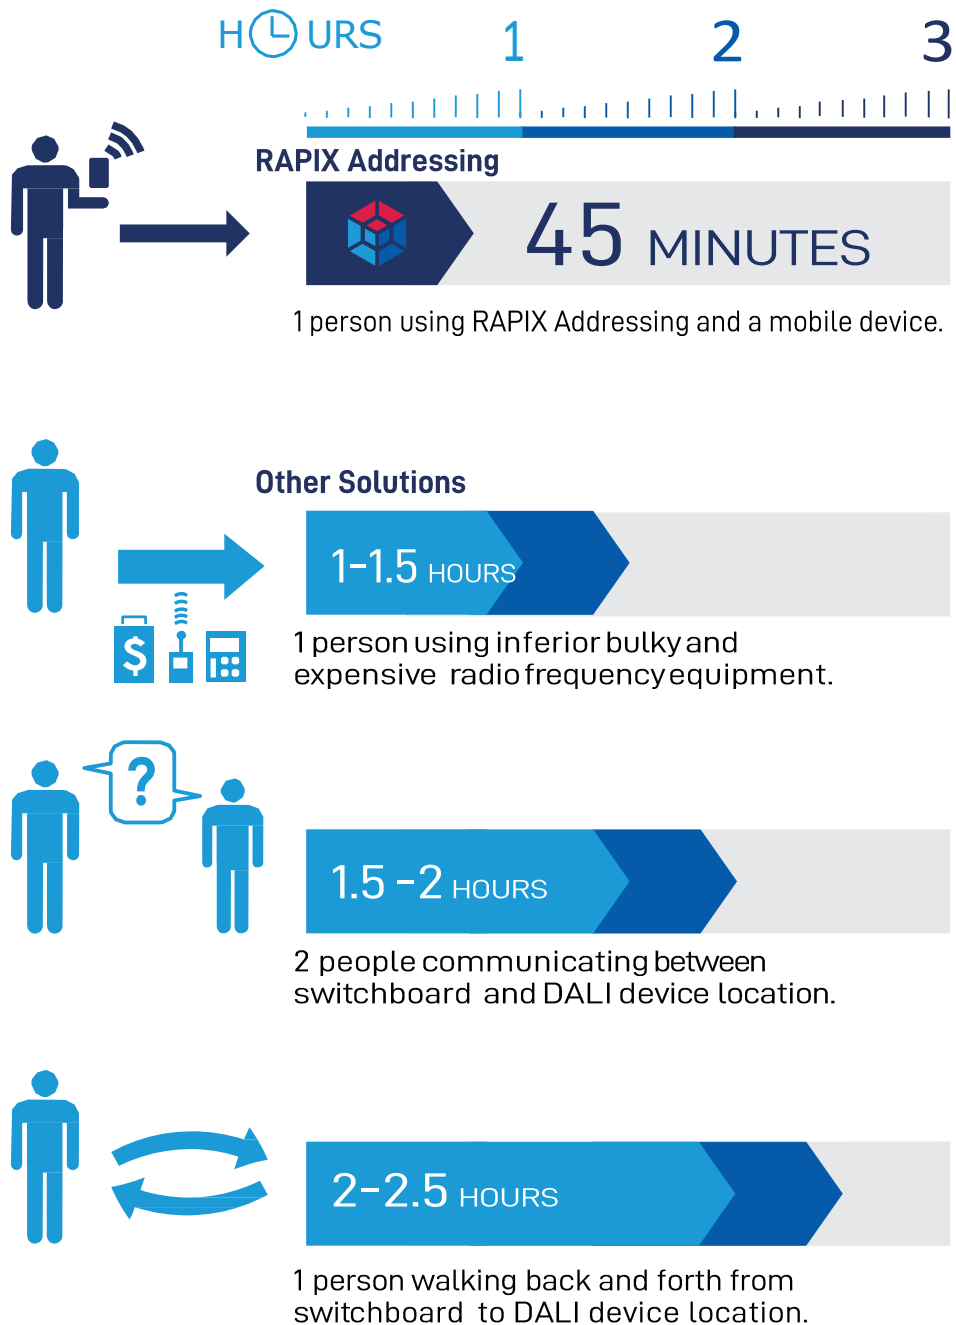 HOURS
1 2 3
RAPIX Addressing
45 MINUTES
1 person using RAPIX Addressing and a mobile device.
Other Solutions
1-1.5 HOURS
$
1 person using inferior bulky and
expensive radio frequency equipment.
?
1.5 -2 HOURS
2 people communicating between
switchboard and DALI device location.
2-2.5 HOURS
1 person walking back and forth from
switchboard to DALI device location.